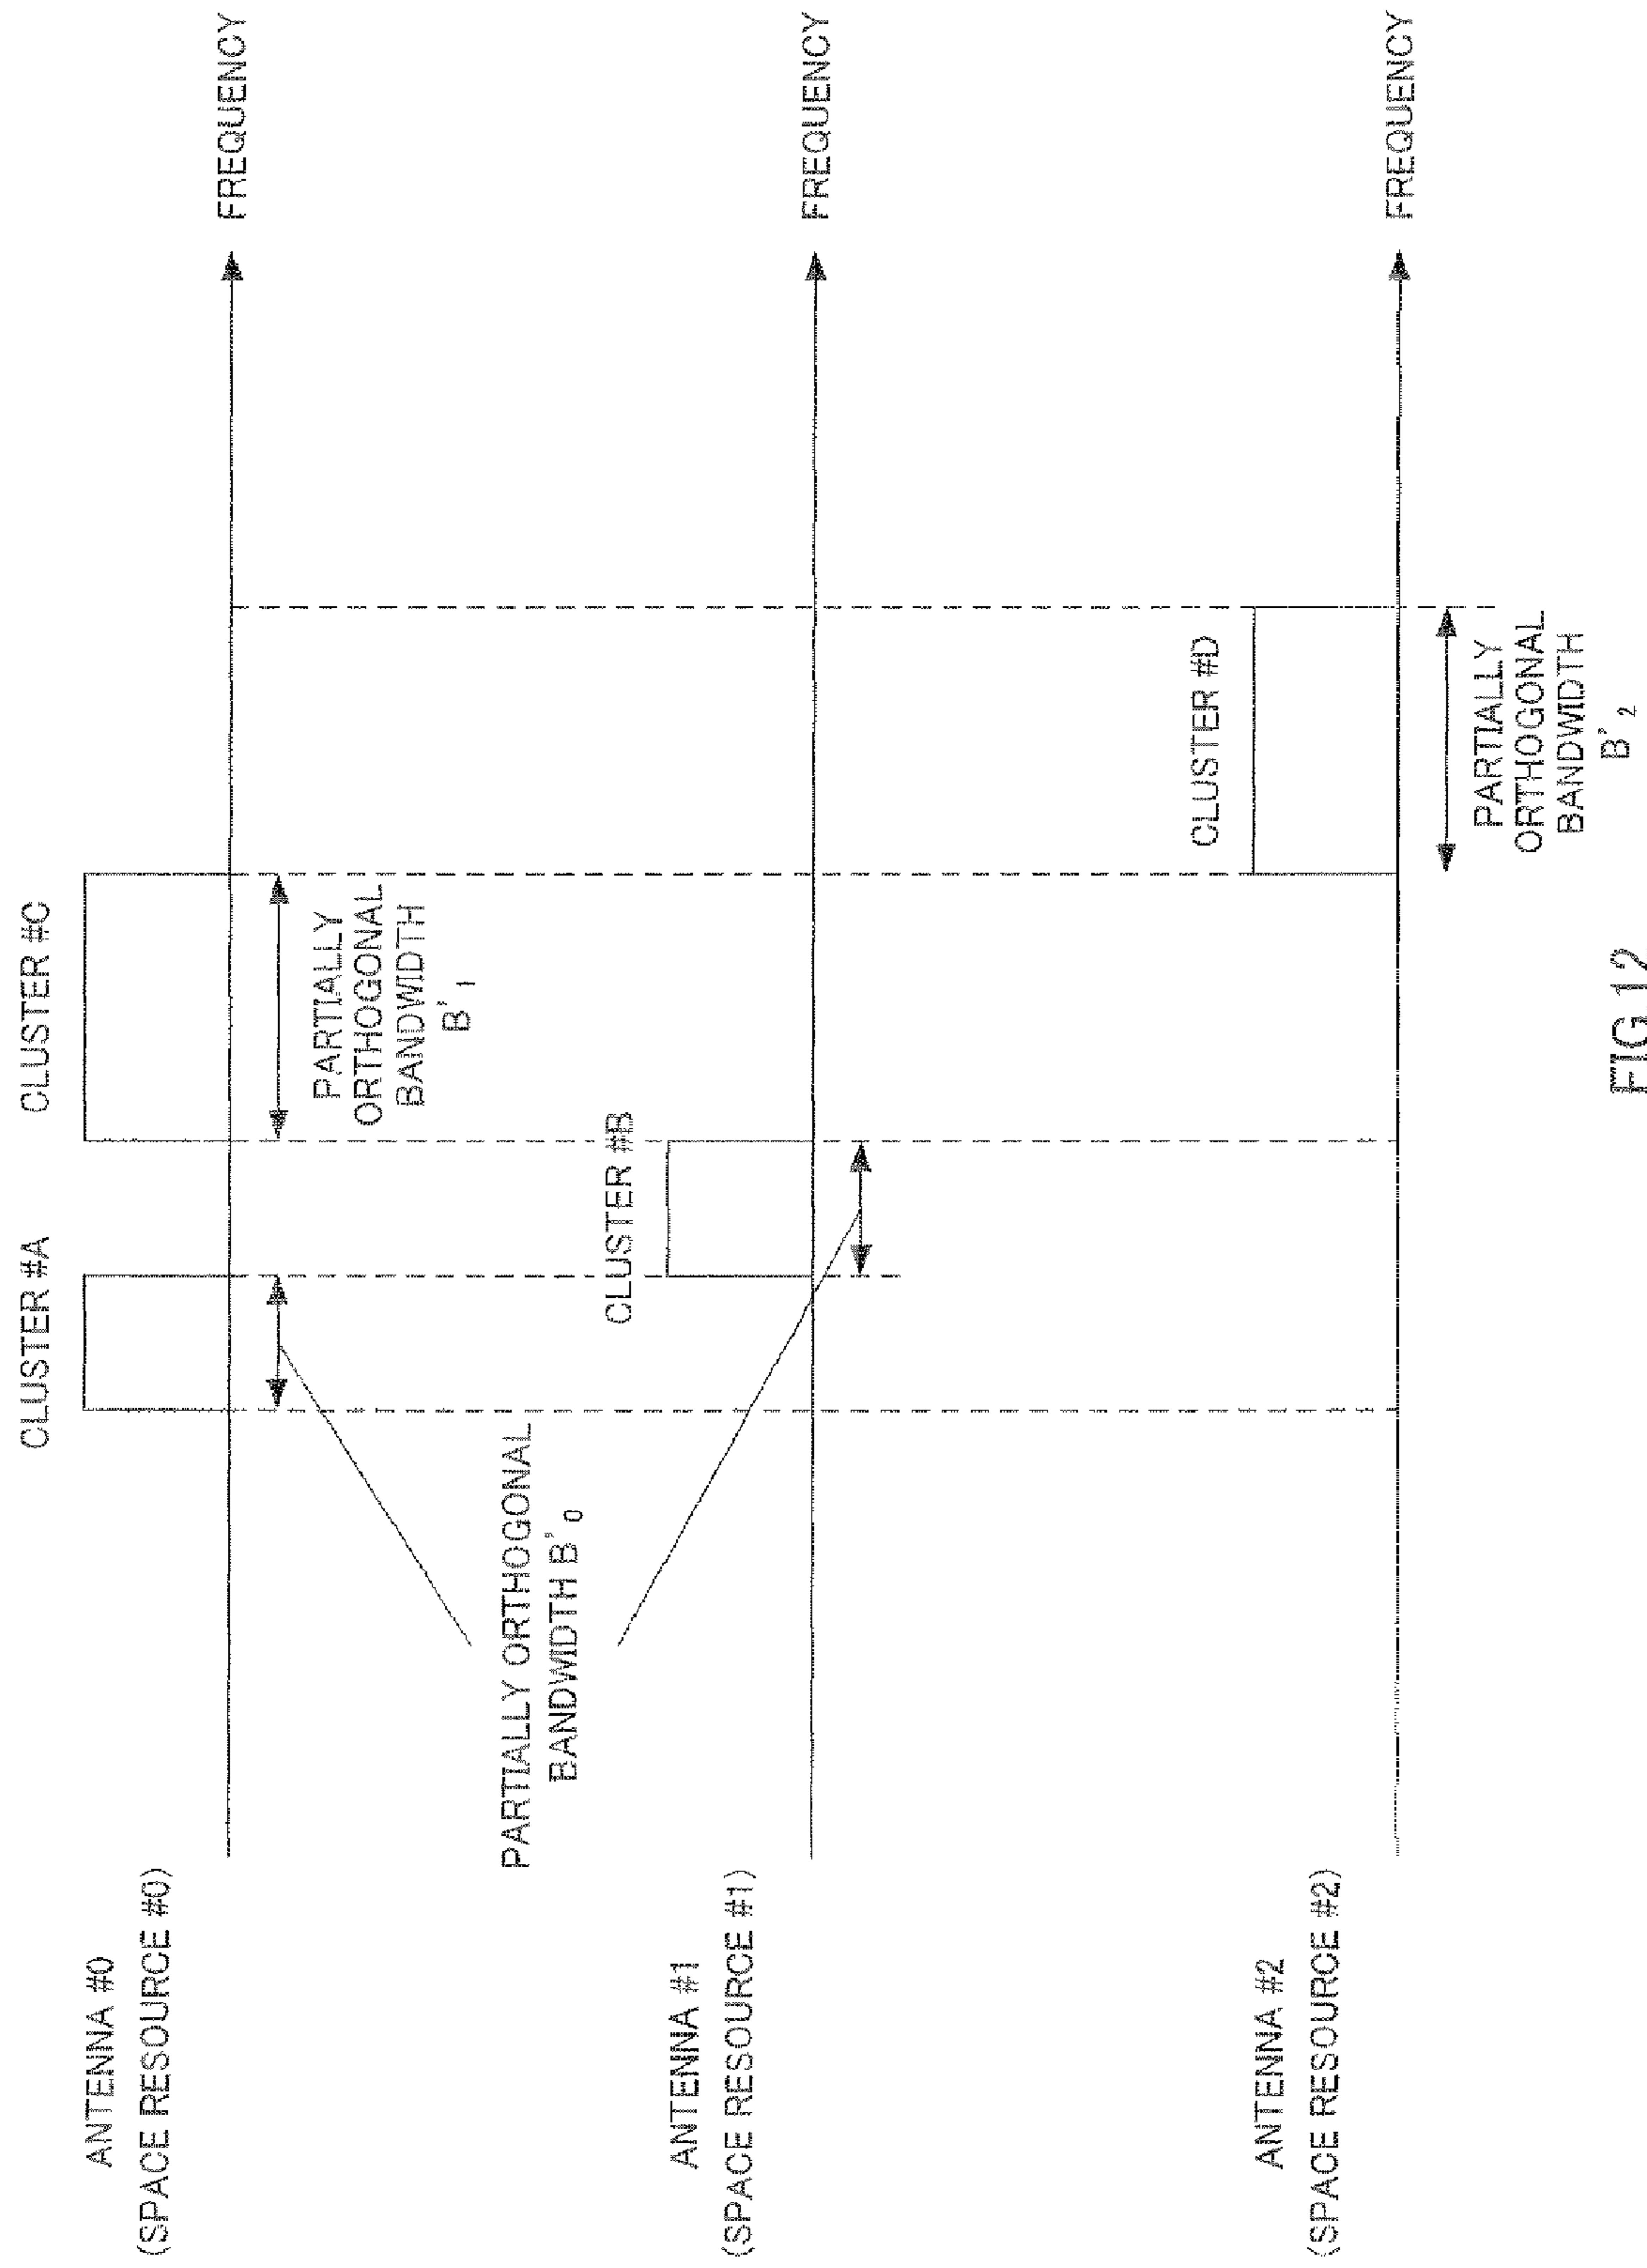 CLUSTER #A
CLUSTER #C
ANTENNA #0
(SPACE RESOURCE #0)
FREQUENCY
PARTIALLY
ORTHOGONAL
BANDWIDTH
B'1
PARTIALLY ORTHOGONAL
BANDWIDTH B'0
CLUSTER #B
ANTENNA #1
(SPACE RESOURCE #1)
FREQUENCY
CLUSTER #D
ANTENNA #2
(SPACE RESOURCE #2)
FREQUENCY
PARTIALLY
ORTHOGONAL
BANDWIDTH
B'2
FIG.12